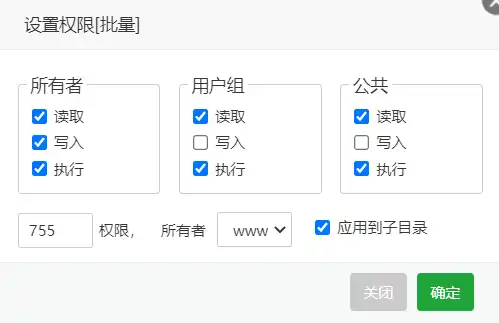 设置权限[批量]
所有者 用户组 公共
读取 读取 读取
写入 写入 写入
执行 执行 执行
755 权限， 所有者 www 应用到子目录
关闭 确定